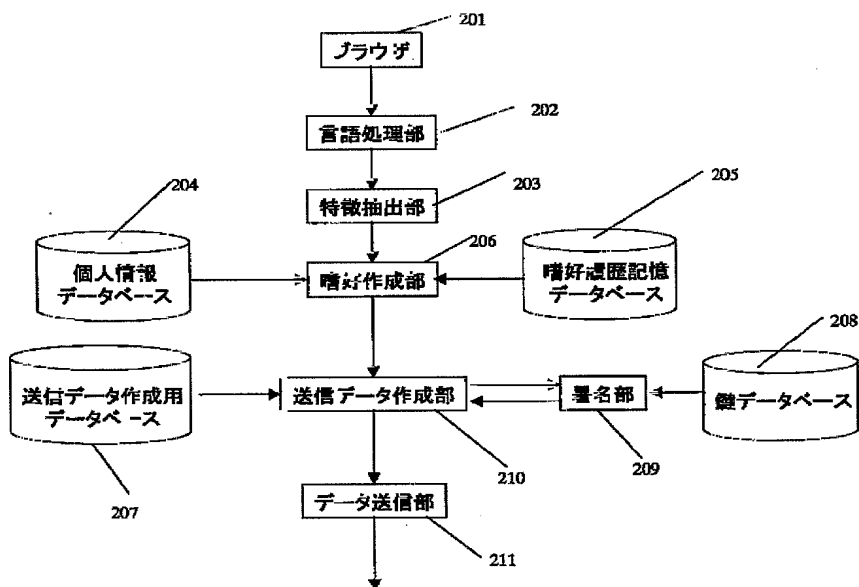 201
ブラウザ
202
言語処理部
203
特徴抽出部
204
205
206
個人情報
データベース
嗜好作成部
嗜好履歴記憶
データベース
208
送信データ作成用
データベース
送信データ作成部
署名部
鍵データベース
207
210
209
データ送信部
211